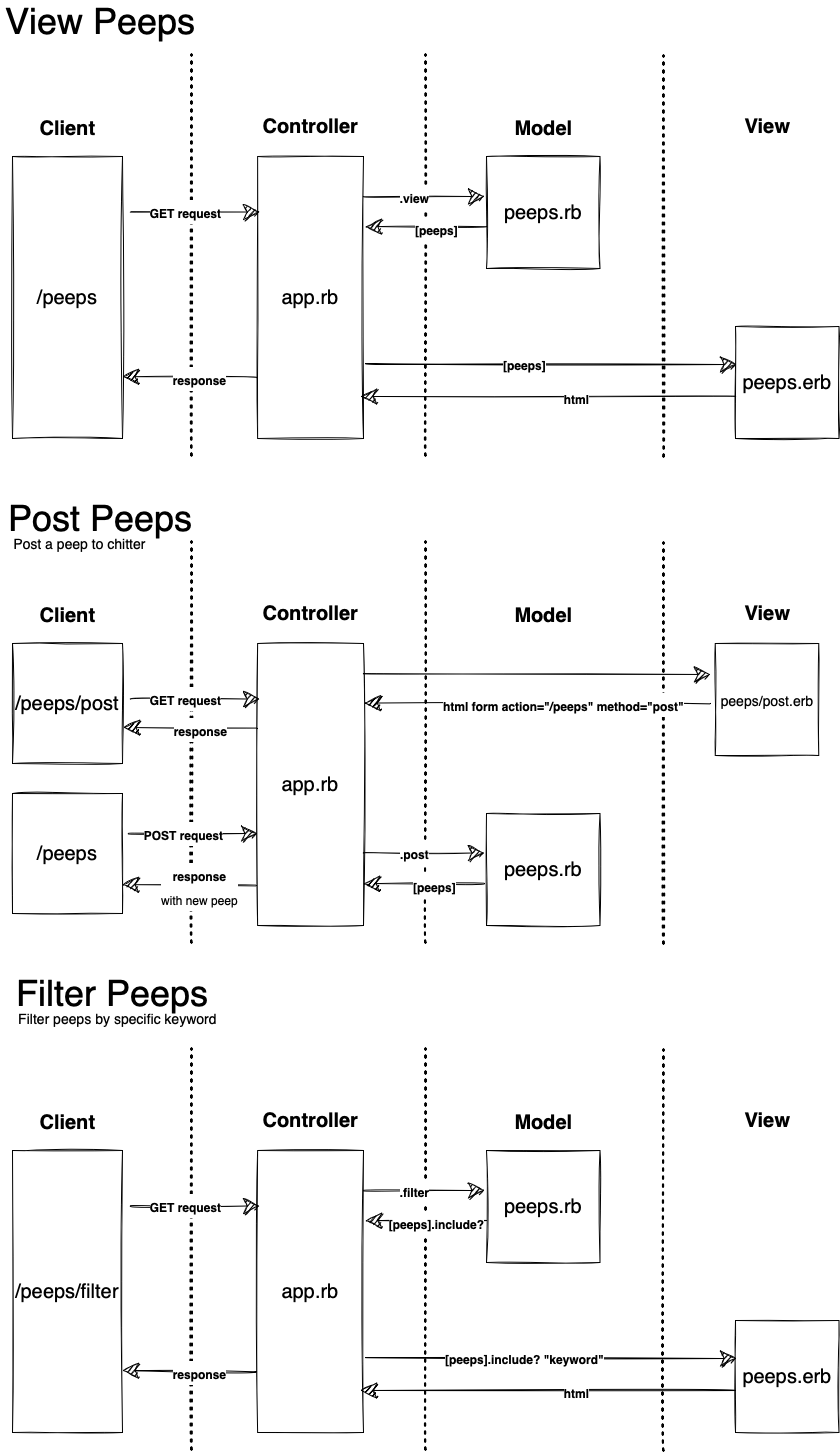 View Peeps
Client
Controller
Model
View
/peeps
GET request
app.rb
.view
[peeps]
peeps.rb
response
[peeps]
html
peeps.erb
Post Peeps
Post a peep to chitter
Client
Controller
Model
View
/peeps/post
GET request
response
app.rb
html form action="/peeps" method="post"
peeps/post.erb
/peeps
POST request
response
with new peep
.post
[peeps]
peeps.rb
Filter Peeps
Filter peeps by specific keyword
Client
Controller
Model
View
/peeps/filter
GET request
app.rb
.filter
[peeps].include?
peeps.rb
response
[peeps].include? "keyword"
html
peeps.erb